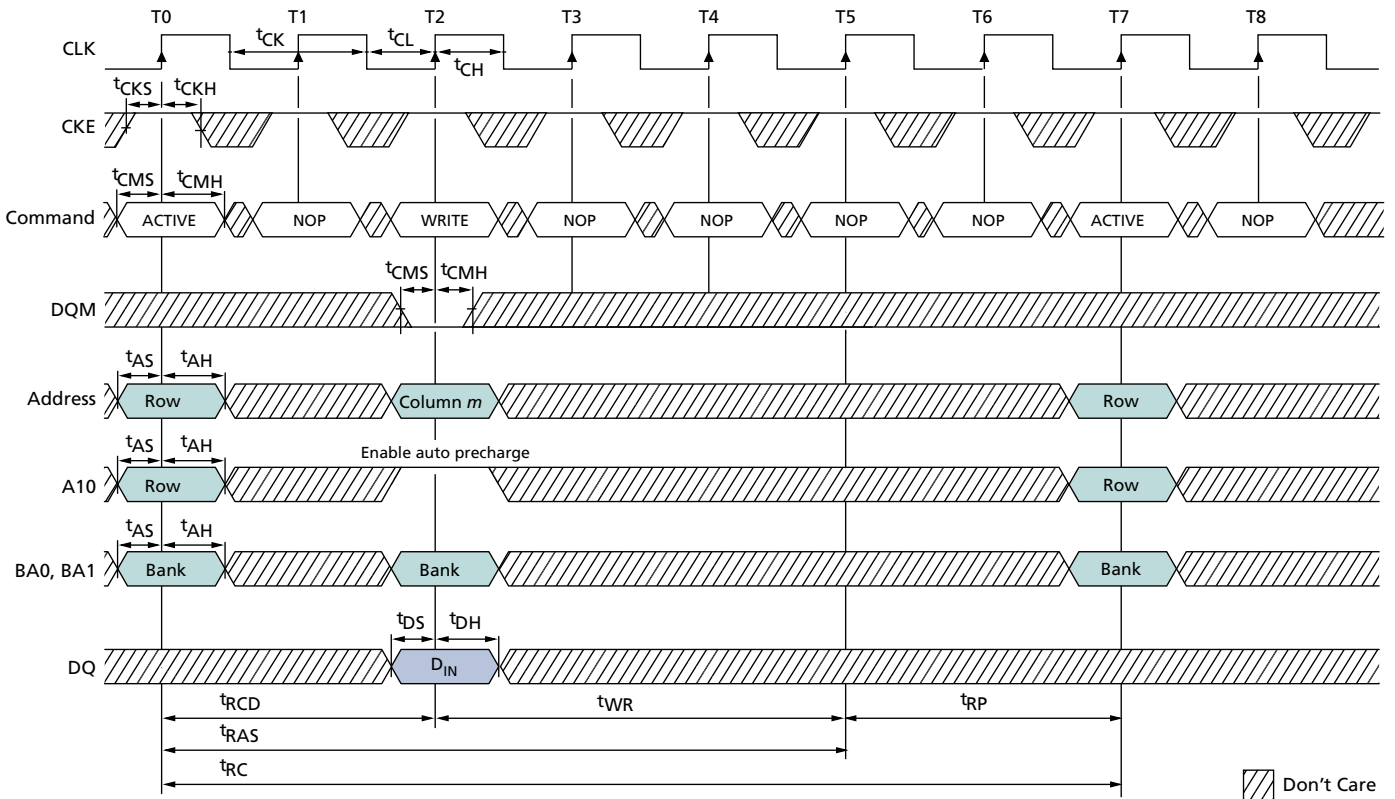 T0 T1 T2 T3 T4 T5 T6 T7 T8
CLK
tCK tCL
tCH
tCKS tCKH
CKE
tCMS tCMH
Command ACTIVE NOP WRITE NOP NOP NOP NOP ACTIVE NOP
tCMS tCMH
DQM
tAS tAH
Address Row Column m Row
Enable auto precharge
tAS tAH
A10 Row Row
tAS tAH
BA0, BA1 Bank Bank Bank
tDS tDH
DQ DIN
tRCD tWR tRP
tRAS
tRC
Don't Care